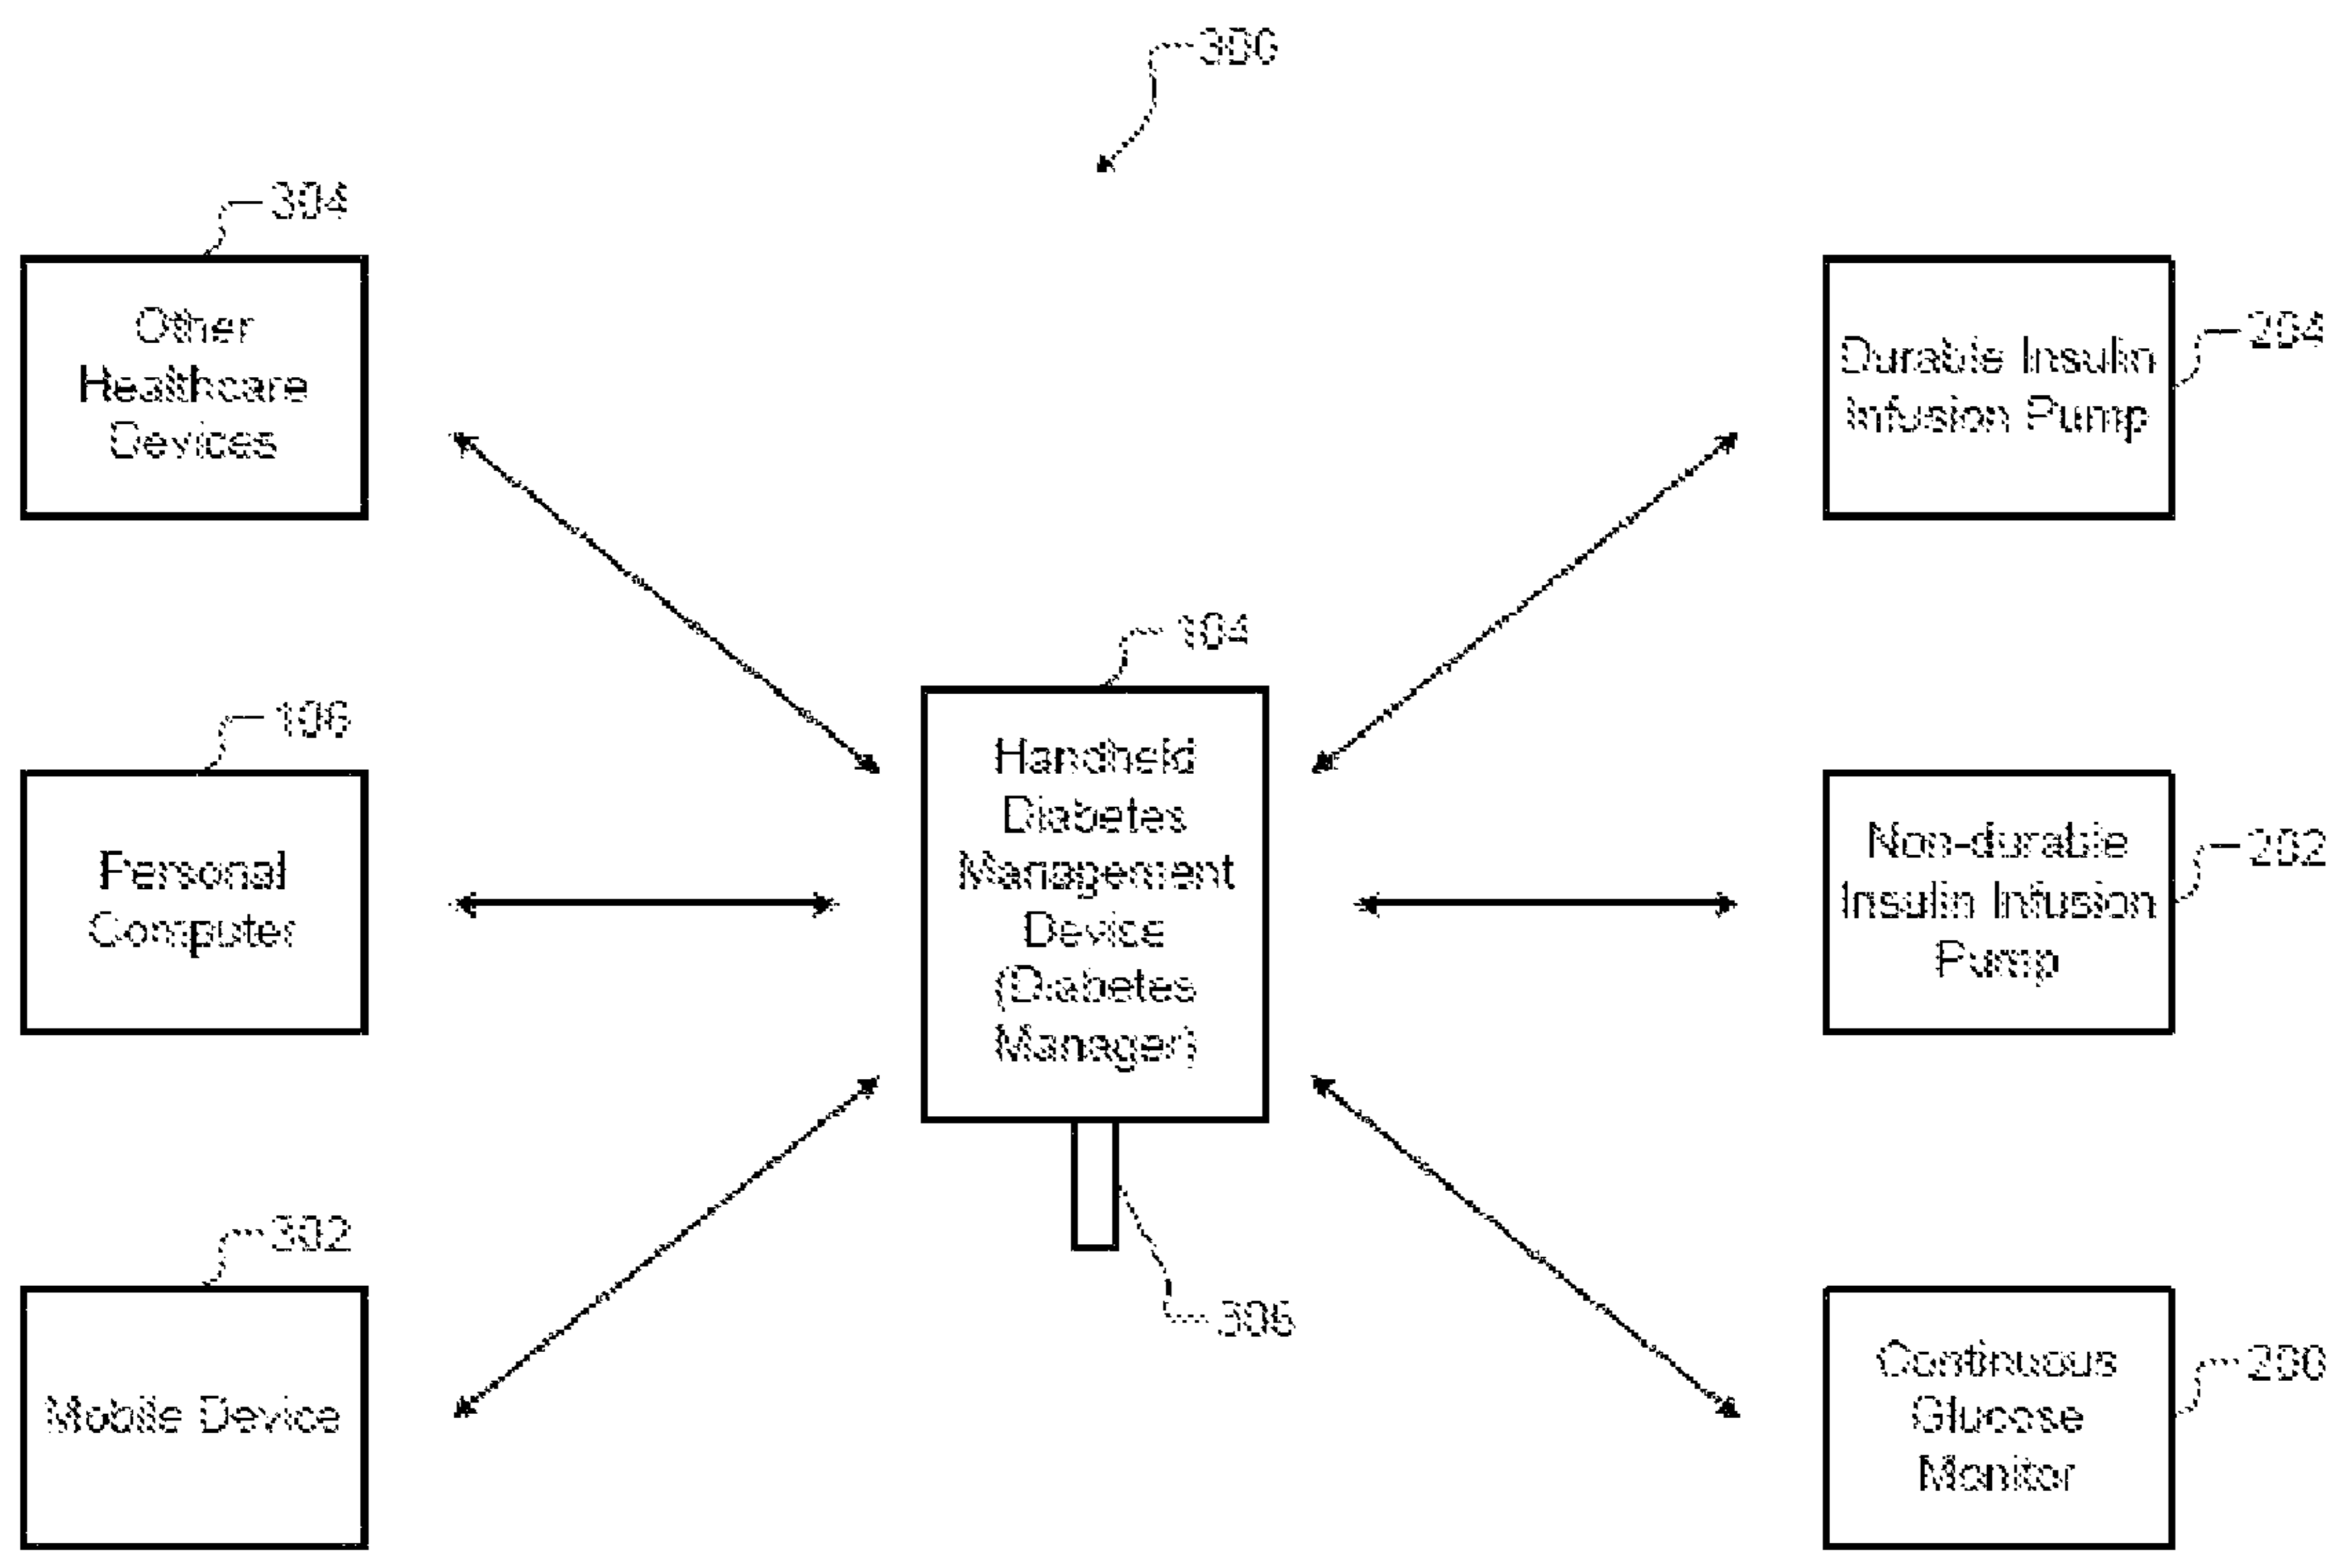 300
304
Other
Healthcare
Devices
204
Durable Insulin
Infusion Pump
104
Handheld
Diabetes
Management
Device
(Diabetes
Manager)
106
Personal
Computer
202
Non-durable
Insulin Infusion
Pump
302
Mobile Device
306
200
Continuous
Glucose
Monitor